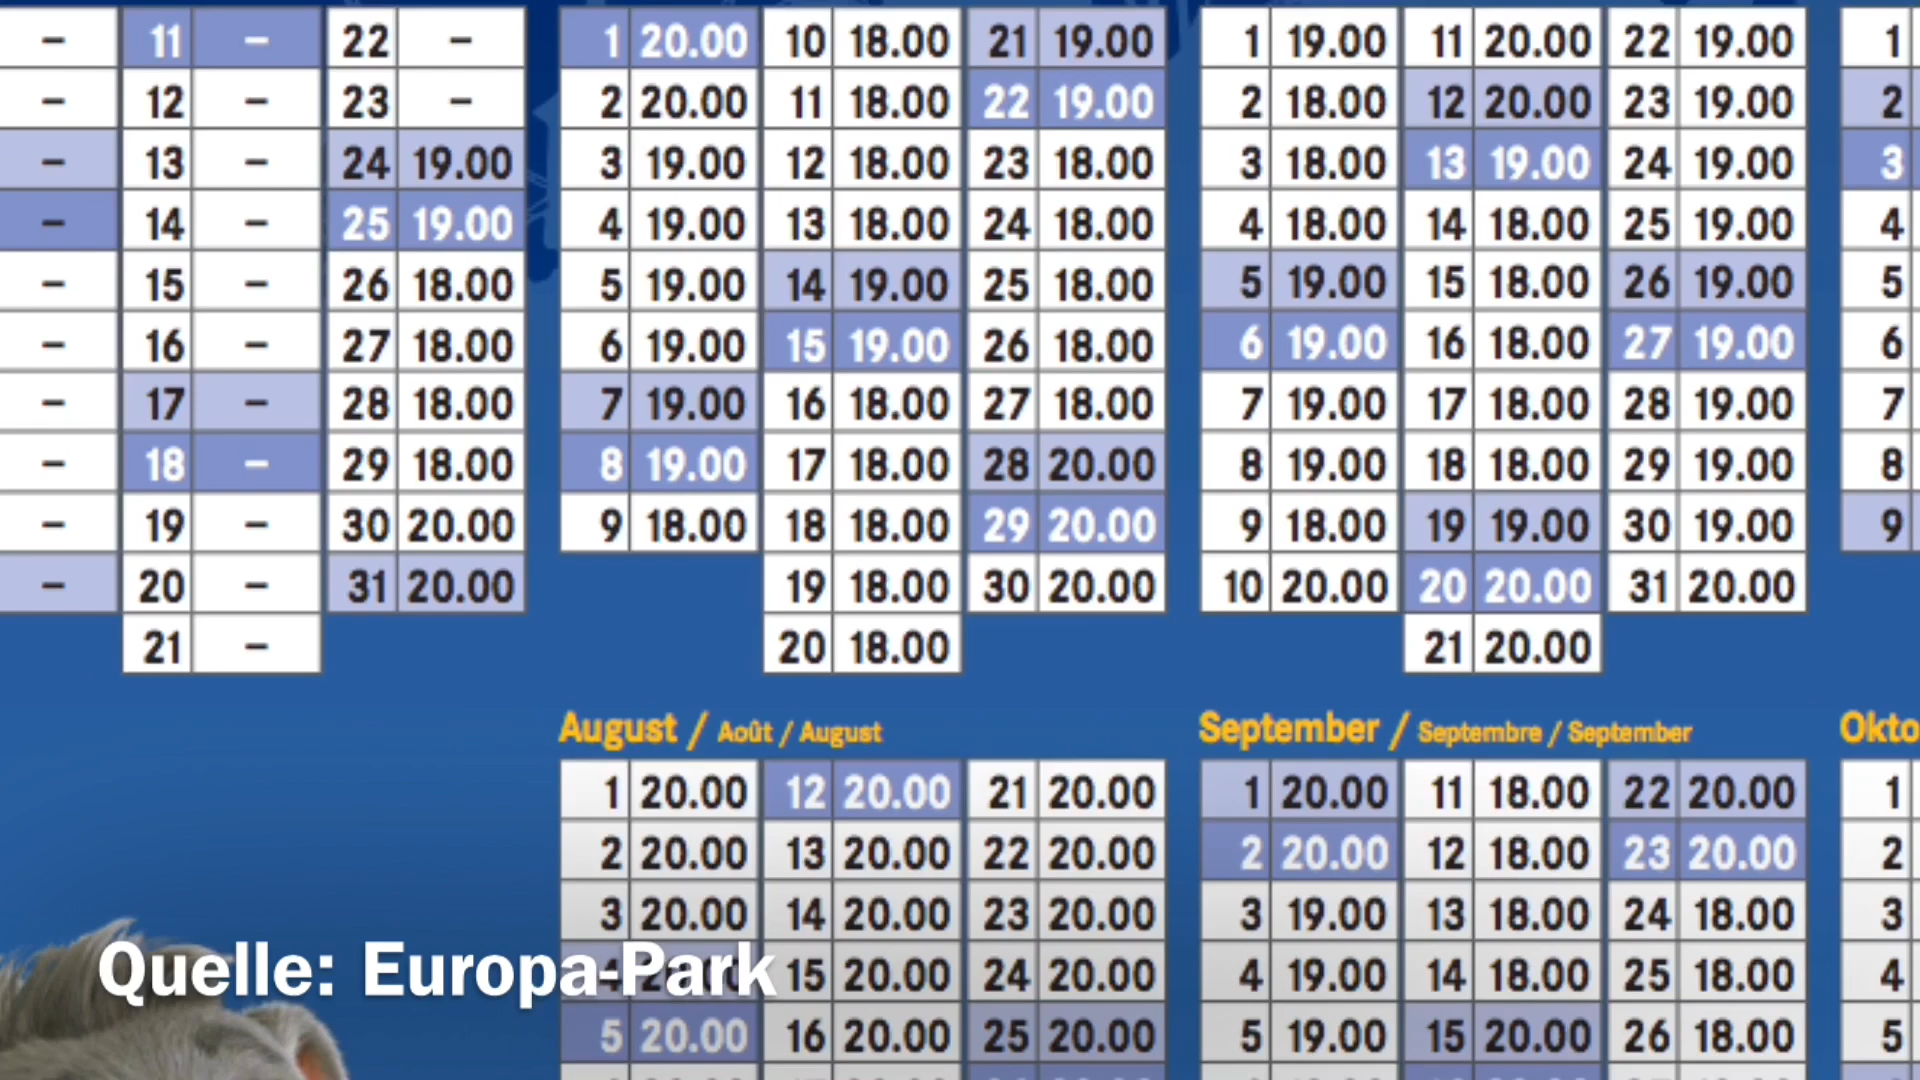 – 11 – 22 – 1 20.00 10 18.00 21 19.00 1 19.00 11 20.00 22 19.00 1
– 12 – 23 – 2 20.00 11 18.00 22 19.00 2 18.00 12 20.00 23 19.00 2
– 13 – 24 19.00 3 19.00 12 18.00 23 18.00 3 18.00 13 19.00 24 19.00 3
– 14 – 25 19.00 4 19.00 13 18.00 24 18.00 4 18.00 14 18.00 25 19.00 4
– 15 – 26 18.00 5 19.00 14 19.00 25 18.00 5 19.00 15 18.00 26 19.00 5
– 16 – 27 18.00 6 19.00 15 19.00 26 18.00 6 19.00 16 18.00 27 19.00 6
– 17 – 28 18.00 7 19.00 16 18.00 27 18.00 7 19.00 17 18.00 28 19.00 7
– 18 – 29 18.00 8 19.00 17 18.00 28 20.00 8 19.00 18 18.00 29 19.00 8
– 19 – 30 20.00 9 18.00 18 18.00 29 20.00 9 18.00 19 19.00 30 19.00 9
– 20 – 31 20.00 19 18.00 30 20.00 10 20.00 20 20.00 31 20.00
21 – 20 18.00 21 20.00
August / Août / August September / Septembre / September Okto
1 20.00 12 20.00 21 20.00 1 20.00 11 18.00 22 20.00 1
2 20.00 13 20.00 22 20.00 2 20.00 12 18.00 23 20.00 2
3 20.00 14 20.00 23 20.00 3 19.00 13 18.00 24 18.00 3
15 20.00 24 20.00 4 19.00 14 18.00 25 18.00 4
Quelle: Europa-Park
5 20.00 16 20.00 25 20.00 5 19.00 15 20.00 26 18.00 5